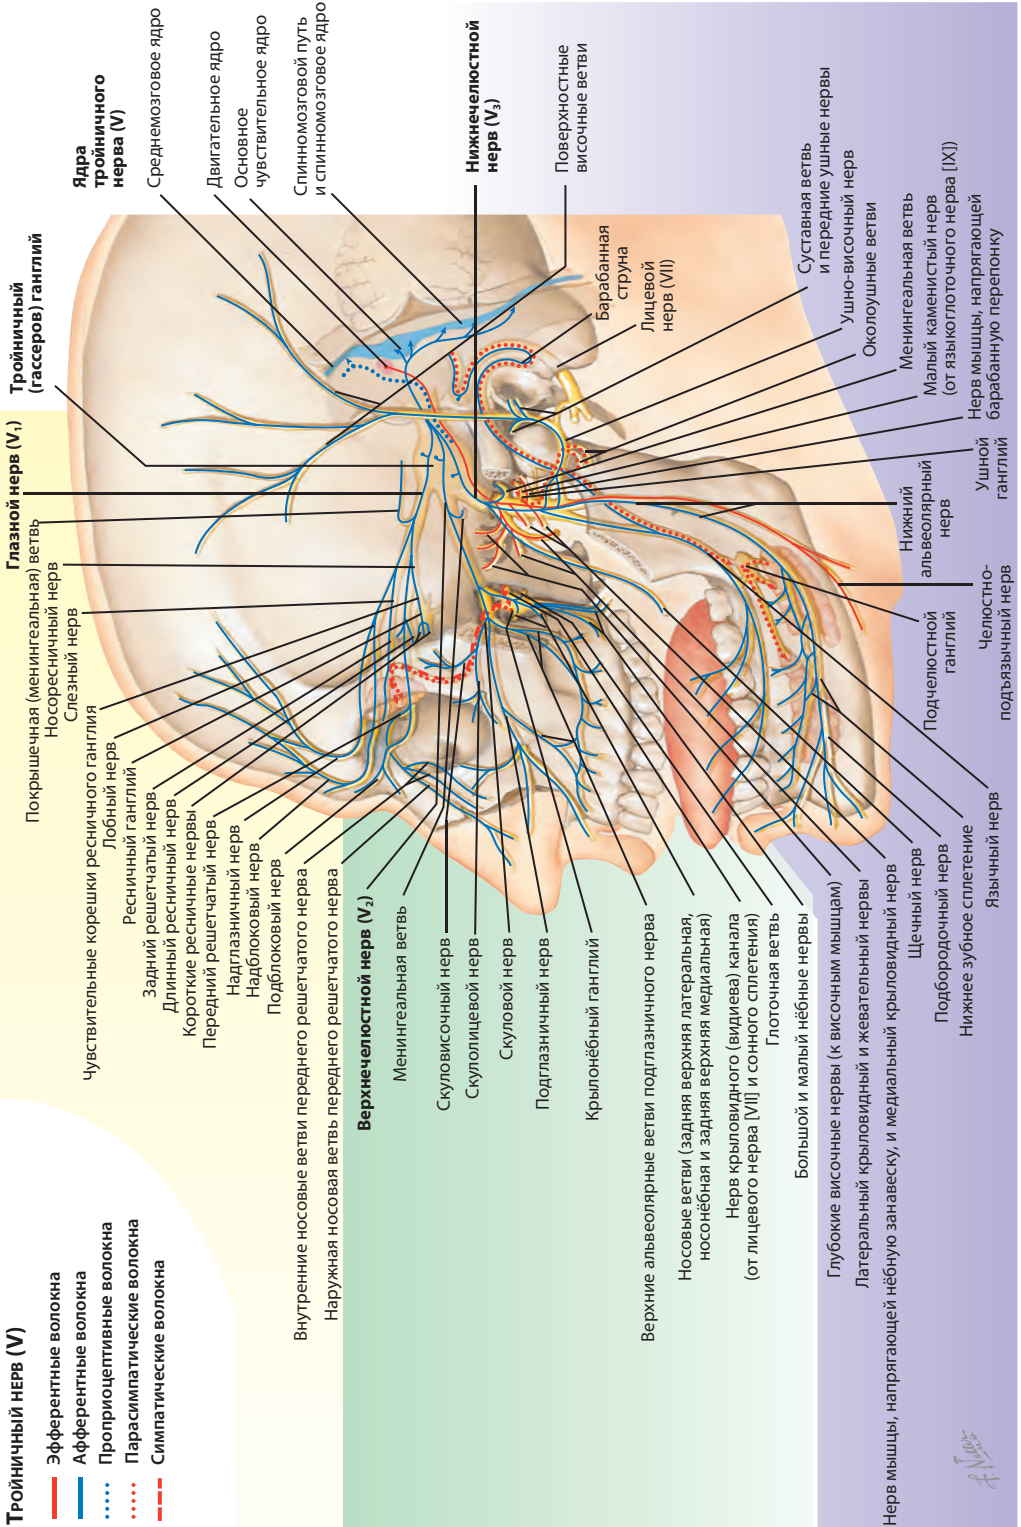 Тройничный нерв (V)
Эфферентные волокна
Афферентные волокна
Проприоцептивные волокна
Парасимпатические волокна
Симпатические волокна
Глазной нерв (V₁)
Покрышечная (менингеальная) ветвь
Носоресничный нерв
Слезный нерв
Чувствительные корешки ресничного ганглия
Лобный нерв
Ресничный ганглий
Задний решетчатый нерв
Длинный ресничный нерв
Короткие ресничные нервы
Передний решетчатый нерв
Надглазничный нерв
Надблоковый нерв
Подблоковый нерв
Внутренние носовые ветви переднего решетчатого нерва
Наружная носовая ветвь переднего решетчатого нерва
Верхнечелюстной нерв (V₂)
Менингеальная ветвь
Скуловисочный нерв
Скулолицевой нерв
Скуловой нерв
Подглазничный нерв
Крылонёбный ганглий
Верхние альвеолярные ветви подглазничного нерва
Носовые ветви (задняя верхняя латеральная,
носонёбная и задняя верхняя медиальная)
Нерв крыловидного (видиева) канала
(от лицевого нерва [VII] и сонного сплетения)
Глоточная ветвь
Большой и малый нёбные нервы
Глубокие височные нервы (к височным мышцам)
Латеральный крыловидный и жевательный нервы
Нерв мышцы, напрягающей нёбную занавеску, и медиальный крыловидный нерв
Щечный нерв
Подбородочный нерв
Нижнее зубное сплетение
Язычный нерв
Тройничный
(гассеров) ганглий
Ядра
тройничного
нерва (V)
Среднемозговое ядро
Двигательное ядро
Основное
чувствительное ядро
Спинномозговой путь
и спинномозговое ядро
Нижнечелюстной
нерв (V₃)
Поверхностные
височные ветви
Барабанная
струна
Лицевой
нерв (VII)
Суставная ветвь
и передние ушные нервы
Ушно-височный нерв
Околоушные ветви
Менингеальная ветвь
Малый каменистый нерв
(от языкоглоточного нерва [IX])
Нерв мышцы, напрягающей
барабанную перепонку
Ушной
ганглий
Нижний
альвеолярный
нерв
Челюстно-
подъязычный нерв
Подчелюстной
ганглий
F. Netter